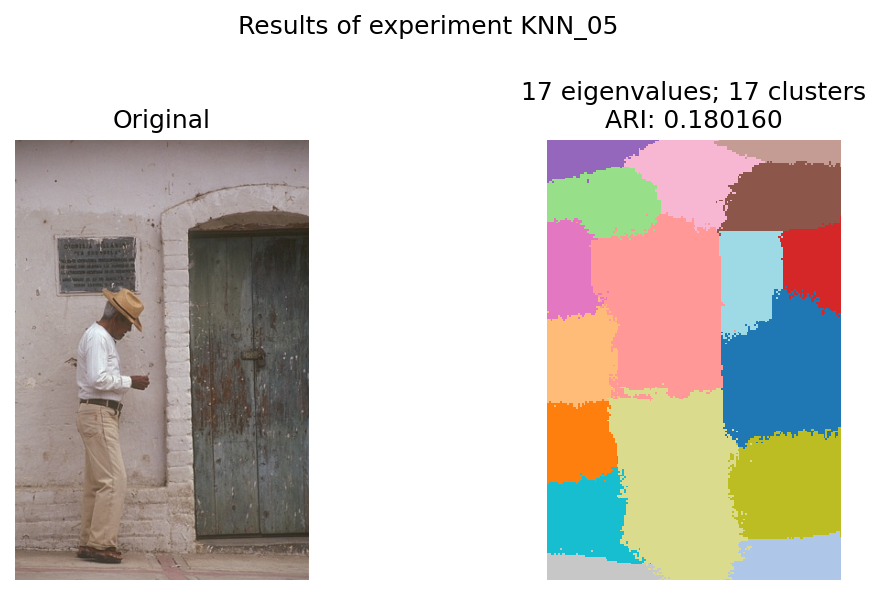 Results of experiment KNN_05
Original
17 eigenvalues; 17 clusters
ARI: 0.180160